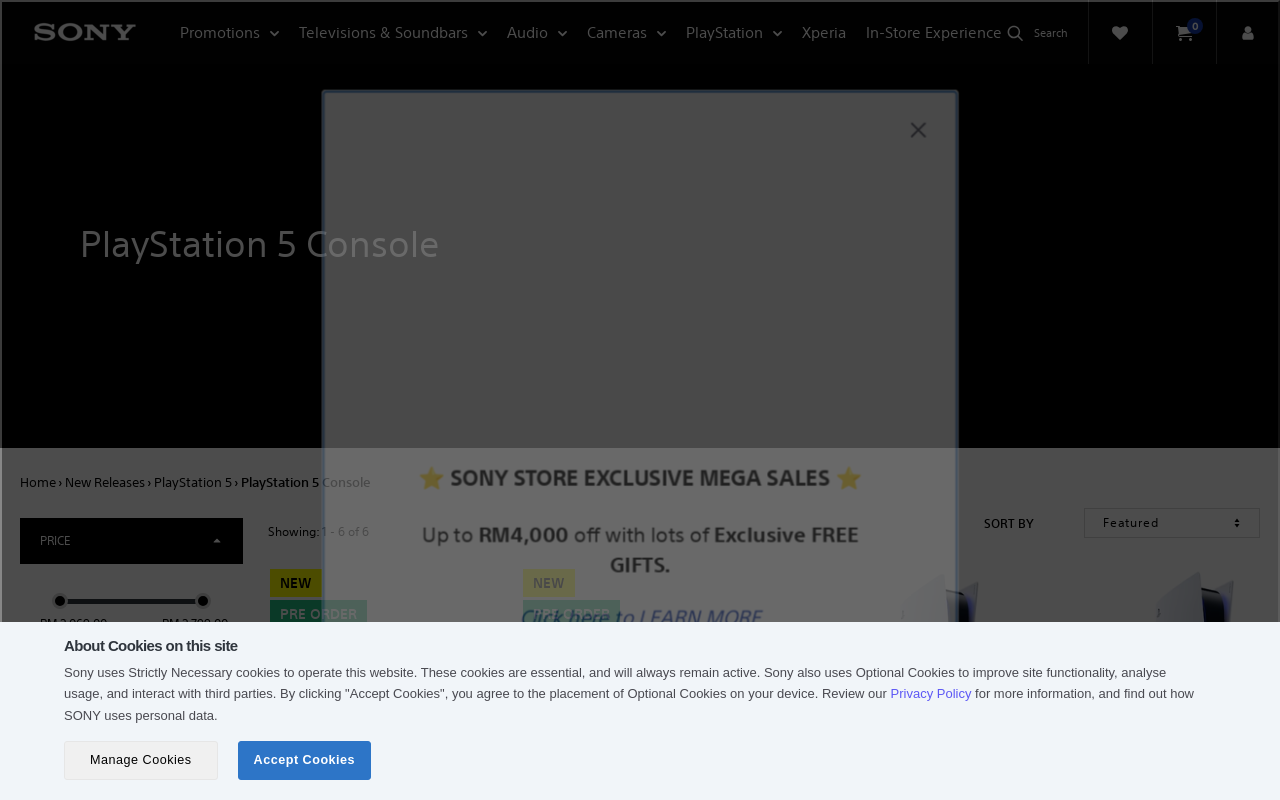 SONY
Promotions Televisions & Soundbars Audio Cameras PlayStation Xperia In-Store Experience Search 0
PlayStation 5 Console
Home › New Releases › PlayStation 5 › PlayStation 5 Console
⭐ SONY STORE EXCLUSIVE MEGA SALES ⭐
PRICE
Showing: 1 - 6 of 6
SORT BY
Featured
Up to RM4,000 off with lots of Exclusive FREE
GIFTS.
NEW
NEW
PRE ORDER
PRE ORDER
Click here to LEARN MORE
About Cookies on this site
Sony uses Strictly Necessary cookies to operate this website. These cookies are essential, and will always remain active. Sony also uses Optional Cookies to improve site functionality, analyse
usage, and interact with third parties. By clicking "Accept Cookies", you agree to the placement of Optional Cookies on your device. Review our Privacy Policy for more information, and find out how
SONY uses personal data.
Manage Cookies
Accept Cookies